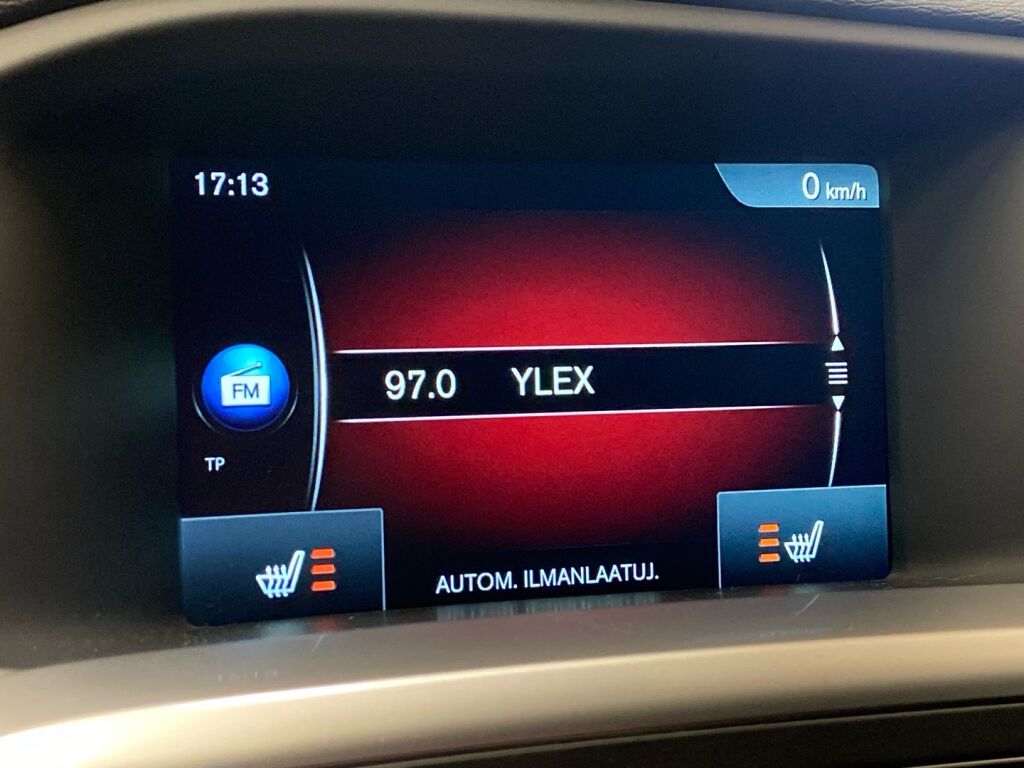 17:13
0 km/h
97.0 YLEX
FM
TP
AUTOM. ILMANLAATUJ.